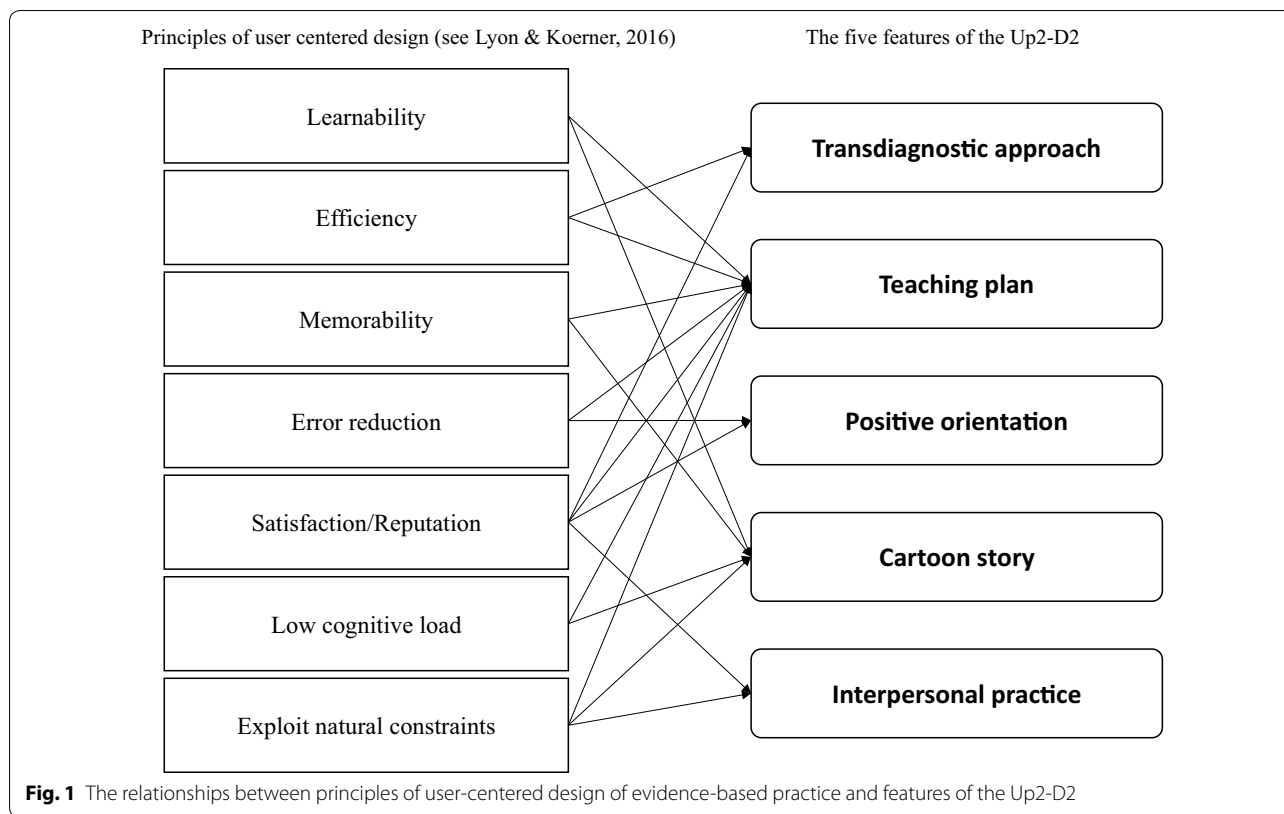 Principles of user centered design (see Lyon & Koerner, 2016)
The five features of the Up2-D2
Learnability
Efficiency
Memorability
Error reduction
Satisfaction/Reputation
Low cognitive load
Exploit natural constraints
Transdiagnostic approach
Teaching plan
Positive orientation
Cartoon story
Interpersonal practice
Fig. 1 The relationships between principles of user-centered design of evidence-based practice and features of the Up2-D2